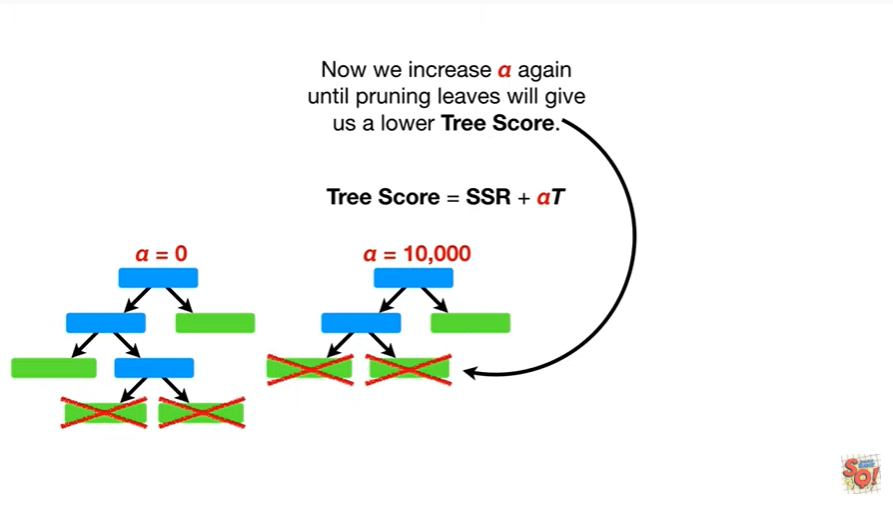 Now we increase α again
until pruning leaves will give
us a lower Tree Score.
Tree Score = SSR + αT
α = 0
α = 10,000
SQ!